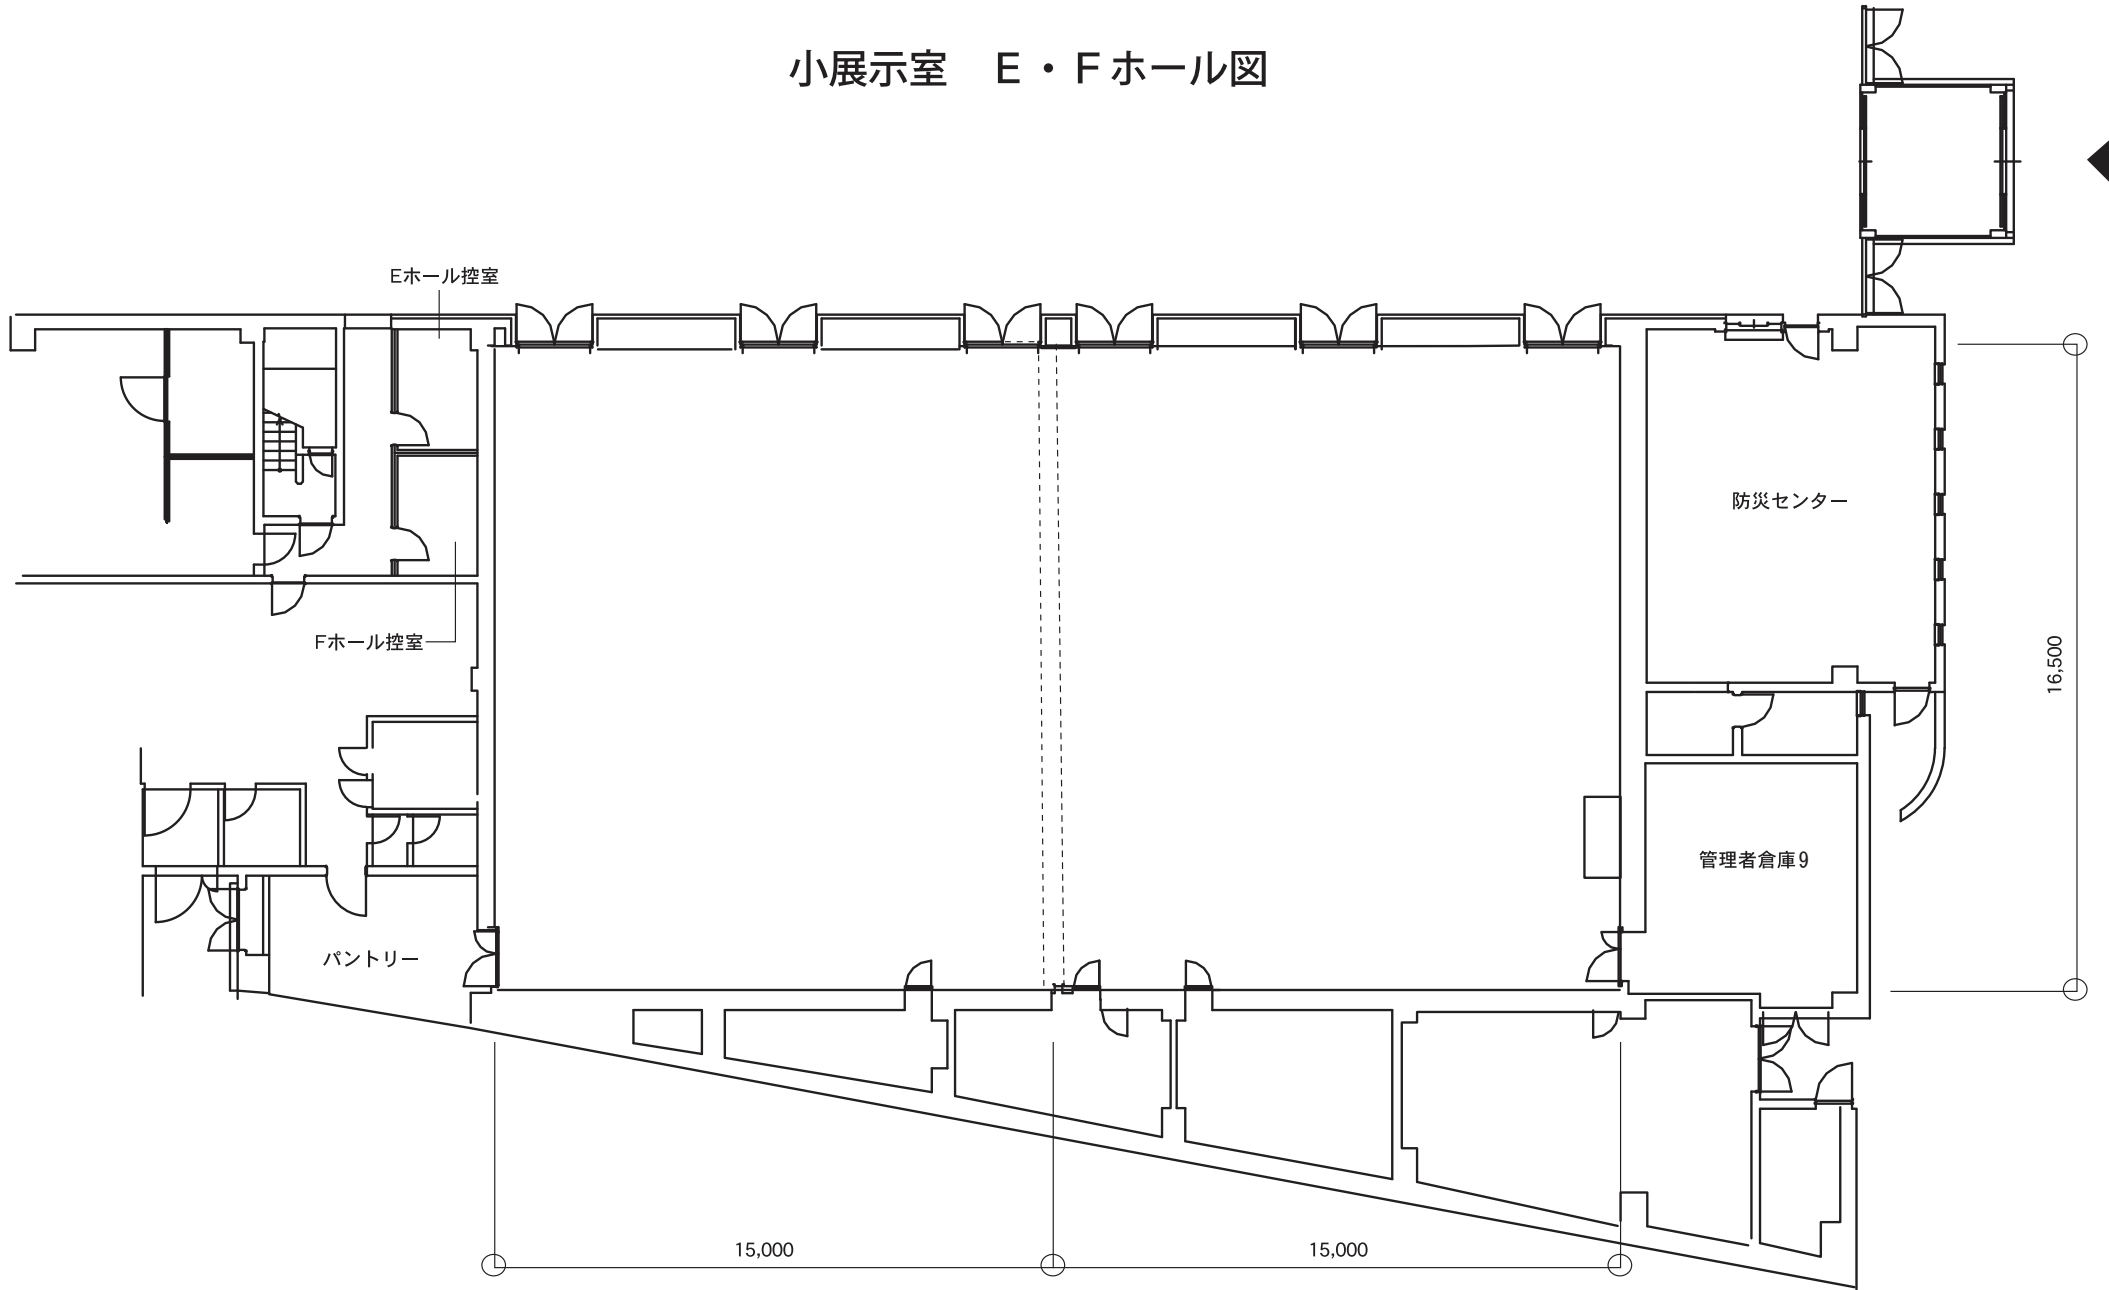 小展示室　E・Fホール図
Eホール控室
防災センター
Fホール控室
16,500
管理者倉庫9
パントリー
15,000
15,000